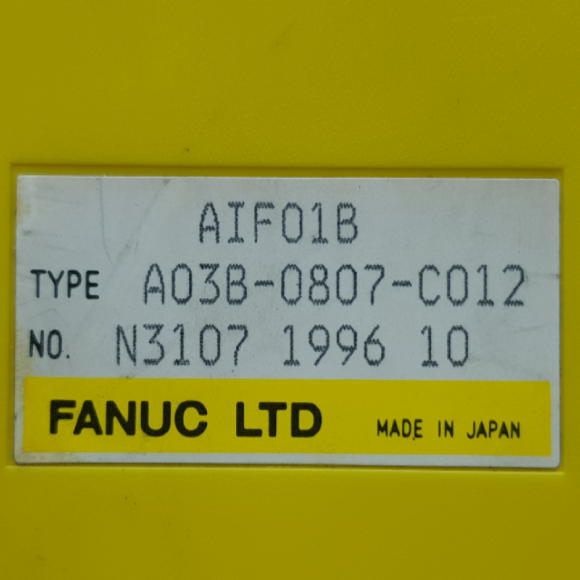 AIF01B
TYPE A03B-0807-C012
NO. N3107 1996 10
FANUC LTD MADE IN JAPAN